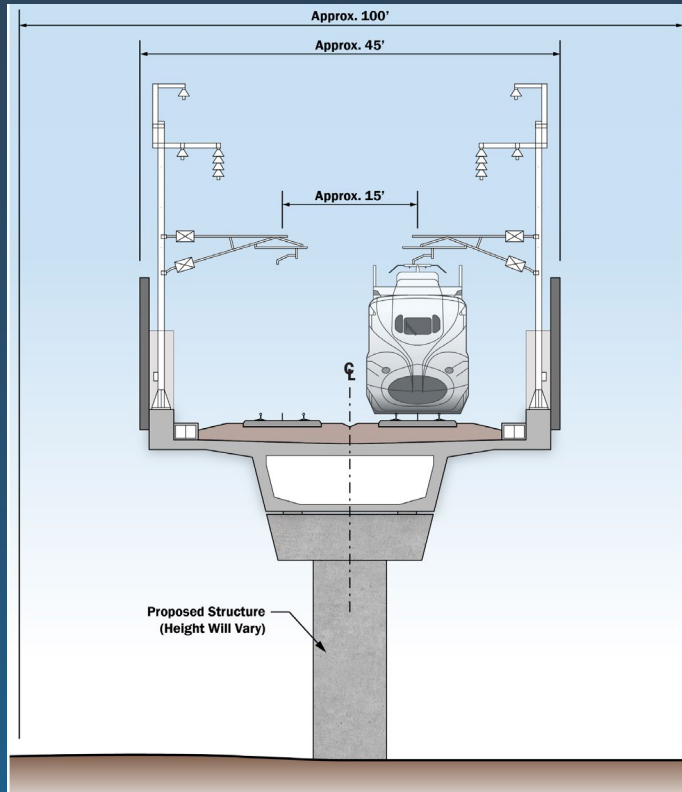 Approx. 100'
Approx. 45'
Approx. 15'
℄
Proposed Structure
(Height Will Vary)